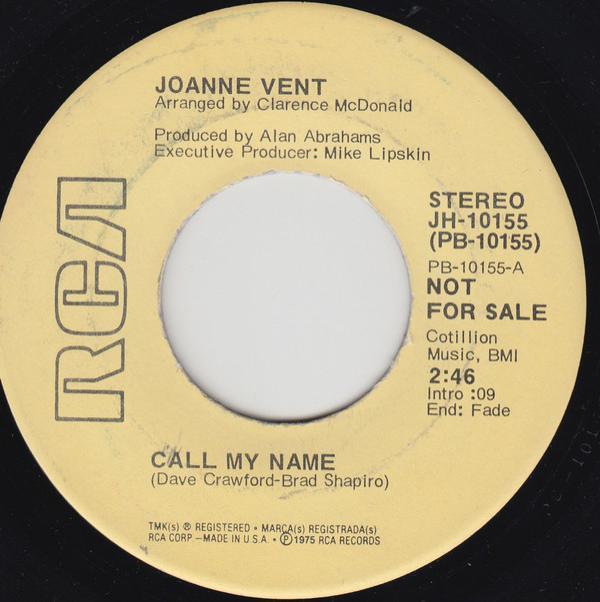 JOANNE VENT
Arranged by Clarence McDonald
Produced by Alan Abrahams
Executive Producer: Mike Lipskin
RCA
STEREO
JH-10155
(PB-10155)
PB-10155-A
NOT
FOR SALE
Cotillion
Music, BMI
2:46
Intro :09
End: Fade
CALL MY NAME
(Dave Crawford-Brad Shapiro)
TMK(s) ® REGISTERED • MARCA(s) REGISTRADA(s)
RCA CORP.—MADE IN U.S.A. • Ⓟ1975 RCA RECORDS